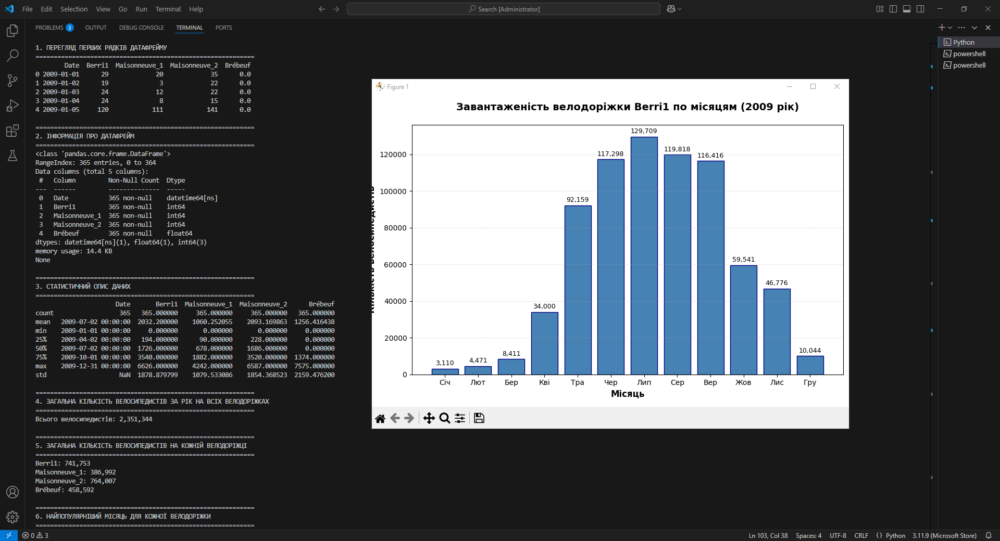 File Edit Selection View Go Run Terminal Help
Search [Administrator]
PROBLEMS 3 OUTPUT DEBUG CONSOLE TERMINAL PORTS
Python
powershell
powershell
1. ПЕРЕГЛЯД ПЕРШИХ РЯДКІВ ДАТАФРЕЙМУ
============================================================
Date Berri1 Maisonneuve_1 Maisonneuve_2 Brébeuf
0 2009-01-01 29 20 35 0.0
1 2009-01-02 19 3 22 0.0
2 2009-01-03 24 12 22 0.0
3 2009-01-04 24 8 15 0.0
4 2009-01-05 120 111 141 0.0
============================================================
2. ІНФОРМАЦІЯ ПРО ДАТАФРЕЙМ
============================================================
<class 'pandas.core.frame.DataFrame'>
RangeIndex: 365 entries, 0 to 364
Data columns (total 5 columns):
# Column Non-Null Count Dtype
--- ------ -------------- -----
0 Date 365 non-null datetime64[ns]
1 Berri1 365 non-null int64
2 Maisonneuve_1 365 non-null int64
3 Maisonneuve_2 365 non-null int64
4 Brébeuf 365 non-null float64
dtypes: datetime64[ns](1), float64(1), int64(3)
memory usage: 14.4 KB
None
============================================================
3. СТАТИСТИЧНИЙ ОПИС ДАНИХ
============================================================
Date Berri1 Maisonneuve_1 Maisonneuve_2 Brébeuf
count 365 365.000000 365.000000 365.000000 365.000000
mean 2009-07-02 00:00:00 2032.200000 1060.252055 2093.169863 1256.416438
min 2009-01-01 00:00:00 0.000000 0.000000 0.000000 0.000000
25% 2009-04-02 00:00:00 194.000000 90.000000 228.000000 0.000000
50% 2009-07-02 00:00:00 1726.000000 678.000000 1686.000000 0.000000
75% 2009-10-01 00:00:00 3540.000000 1882.000000 3520.000000 1374.000000
max 2009-12-31 00:00:00 6626.000000 4242.000000 6587.000000 7575.000000
std NaN 1878.879799 1079.533086 1854.368523 2159.476200
============================================================
4. ЗАГАЛЬНА КІЛЬКІСТЬ ВЕЛОСИПЕДИСТІВ ЗА РІК НА ВСІХ ВЕЛОДОРІЖКАХ
============================================================
Всього велосипедистів: 2,351,344
============================================================
5. ЗАГАЛЬНА КІЛЬКІСТЬ ВЕЛОСИПЕДИСТІВ НА КОЖНІЙ ВЕЛОДОРІЖЦІ
============================================================
Berri1: 741,753
Maisonneuve_1: 386,992
Maisonneuve_2: 764,007
Brébeuf: 458,592
============================================================
6. НАЙПОПУЛЯРНІШИЙ МІСЯЦЬ ДЛЯ КОЖНОЇ ВЕЛОДОРІЖКИ
============================================================
Figure 1
Завантаженість велодоріжки Berri1 по місяцям (2009 рік)
129,709
119,818
117,298
116,416
120000
100000
92,159
80000
60000
59,541
46,776
40000
34,000
20000
10,044
8,411
4,471
3,110
0
Січ Лют Бер Кві Тра Чер Лип Сер Вер Жов Лис Гру
Місяць
0 3 Ln 103, Col 38 Spaces: 4 UTF-8 CRLF {} Python 3.11.9 (Microsoft Store)